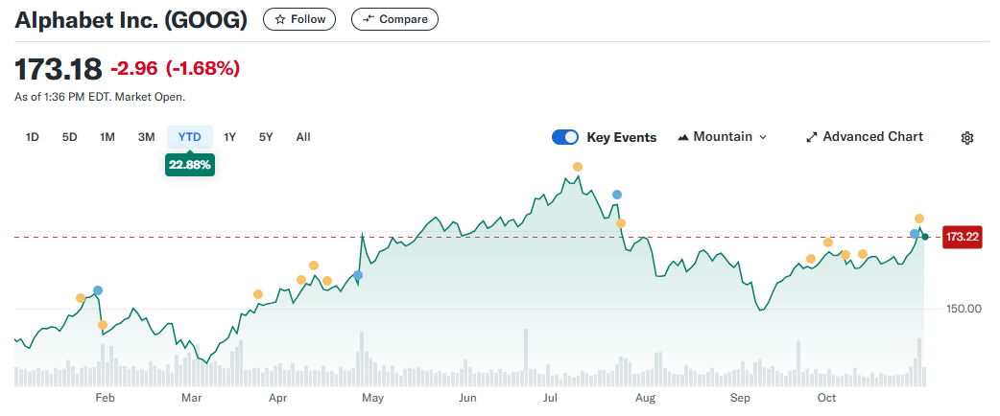 Alphabet Inc. (GOOG) Follow Compare
173.18 -2.96 (-1.68%)
As of 1:36 PM EDT. Market Open.
1D 5D 1M 3M YTD 1Y 5Y All Key Events Mountain Advanced Chart
22.88%
173.22
150.00
Feb Mar Apr May Jun Jul Aug Sep Oct